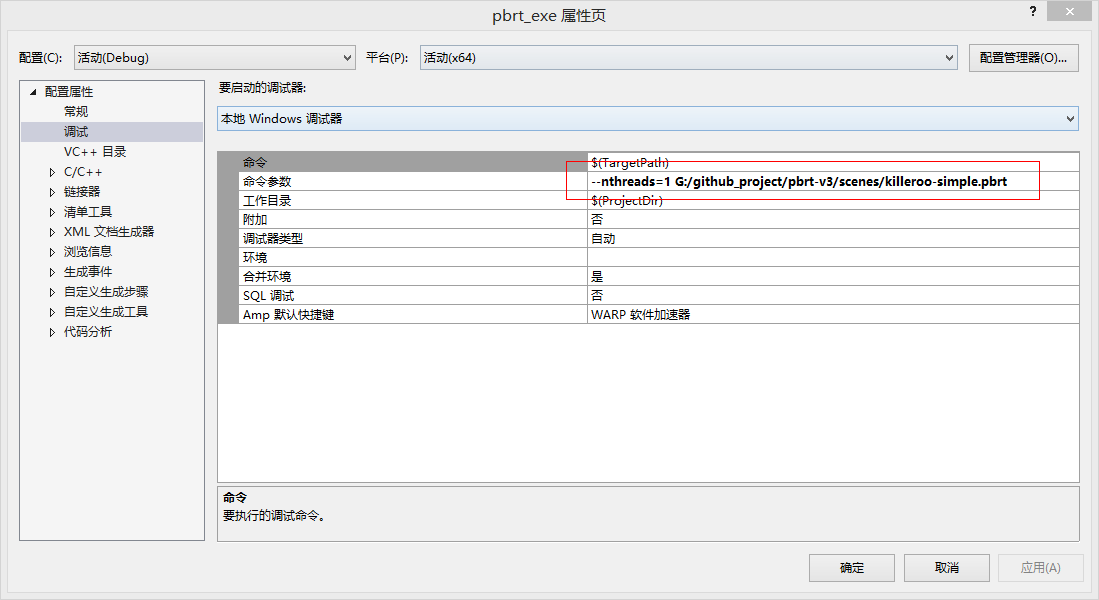 pbrt_exe 属性页
?
配置(C):
活动(Debug)
平台(P):
活动(x64)
配置管理器(O)...
配置属性
常规
调试
VC++ 目录
C/C++
链接器
清单工具
XML 文档生成器
浏览信息
生成事件
自定义生成步骤
自定义生成工具
代码分析
要启动的调试器:
本地 Windows 调试器
命令 $(TargetPath)
命令参数 --nthreads=1 G:/github_project/pbrt-v3/scenes/killeroo-simple.pbrt
工作目录 $(ProjectDir)
附加 否
调试器类型 自动
环境
合并环境 是
SQL 调试 否
Amp 默认快捷键 WARP 软件加速器
命令
要执行的调试命令。
确定
取消
应用(A)